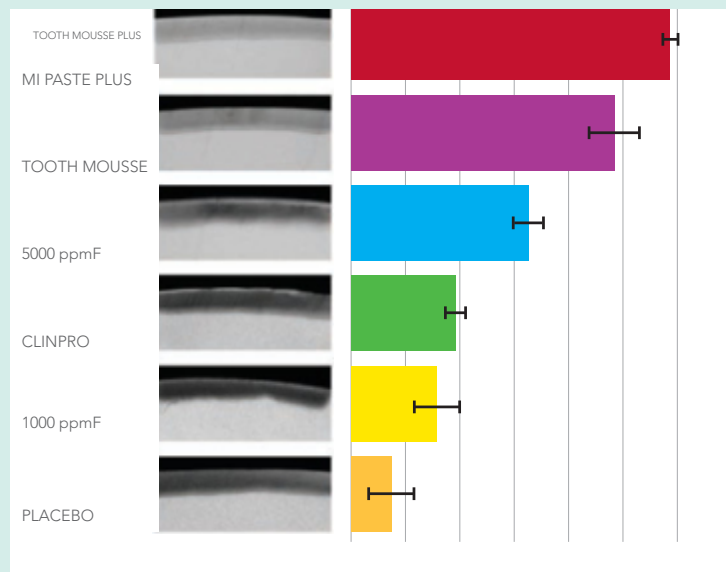 TOOTH MOUSSE PLUS
MI PASTE PLUS
TOOTH MOUSSE
5000 ppmF
CLINPRO
1000 ppmF
PLACEBO